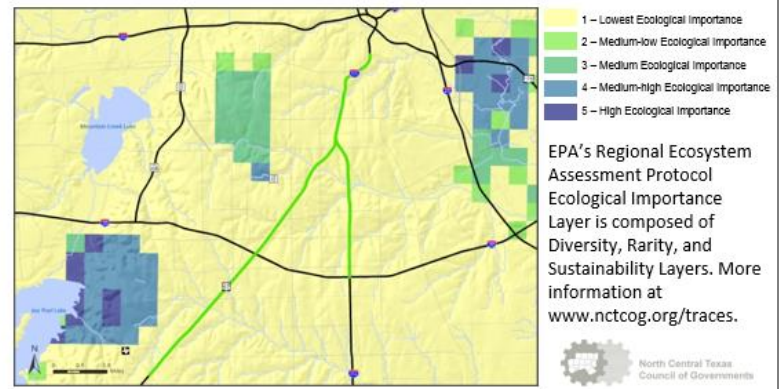 1 – Lowest Ecological Importance
2 – Medium-low Ecological Importance
3 – Medium Ecological Importance
4 – Medium-high Ecological Importance
5 – High Ecological Importance
EPA's Regional Ecosystem
Assessment Protocol
Ecological Importance
Layer is composed of
Diversity, Rarity, and
Sustainability Layers. More
information at
www.nctcog.org/traces.
North Central Texas
Council of Governments
Mountain Creek Lake
Joe Pool Lake
N
Miles